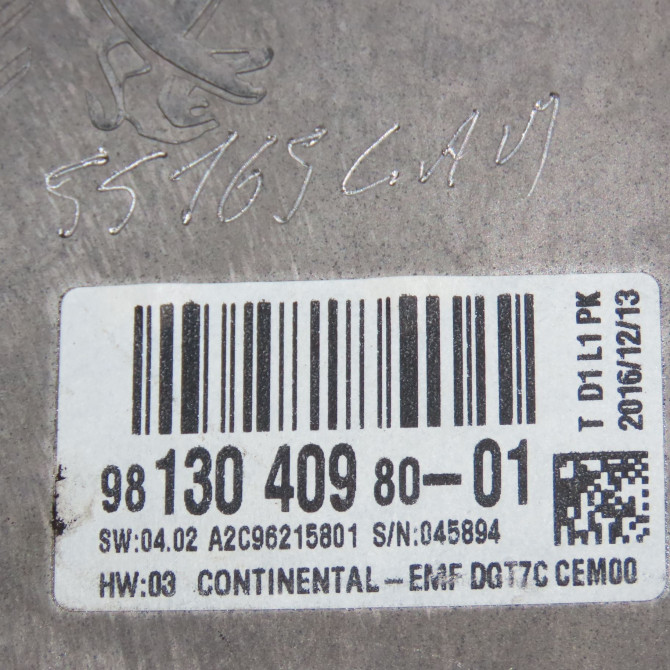 98 130 409 80-01
SW:04.02 A2C96215801 S/N:045894
HW:03 CONTINENTAL-EMF DGT7C CEM00
T D1 L1 PK
2016/12/13